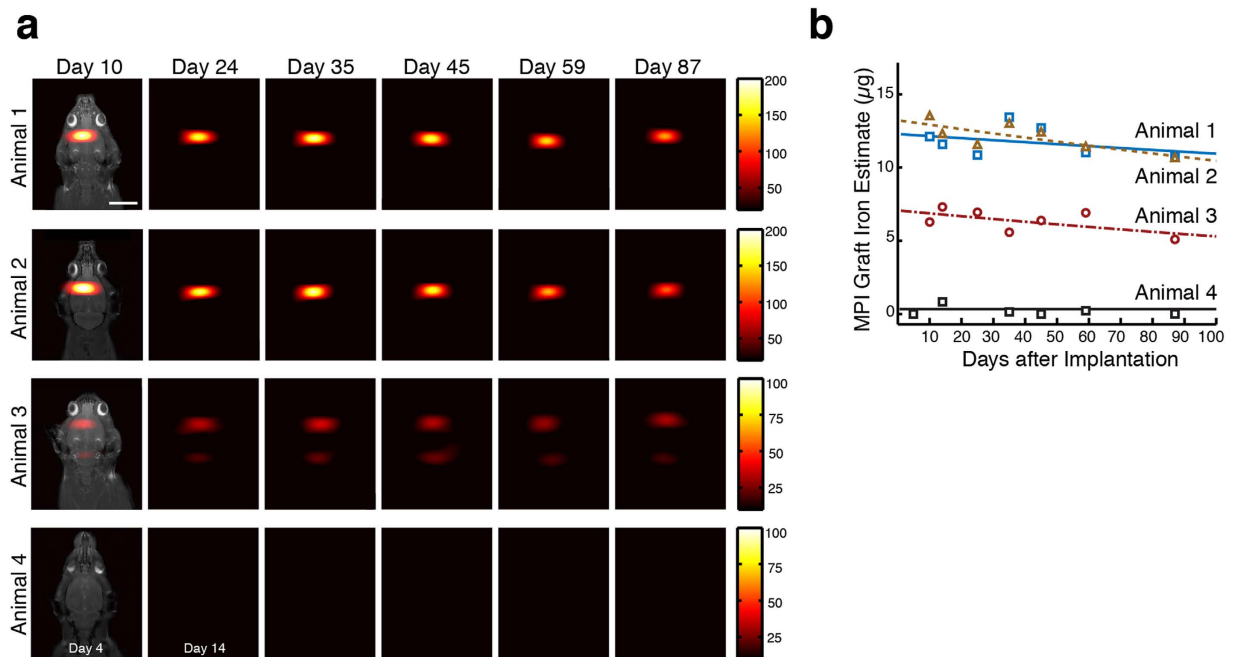 a
b
Day 10 Day 24 Day 35 Day 45 Day 59 Day 87
Animal 1
200
150
100
50
Animal 2
200
150
100
50
Animal 3
100
75
50
25
Animal 4
Day 4
Day 14
100
75
50
25
MPI Graft Iron Estimate (µg)
15
10
5
0
Animal 1
Animal 2
Animal 3
Animal 4
10 20 30 40 50 60 70 80 90 100
Days after Implantation